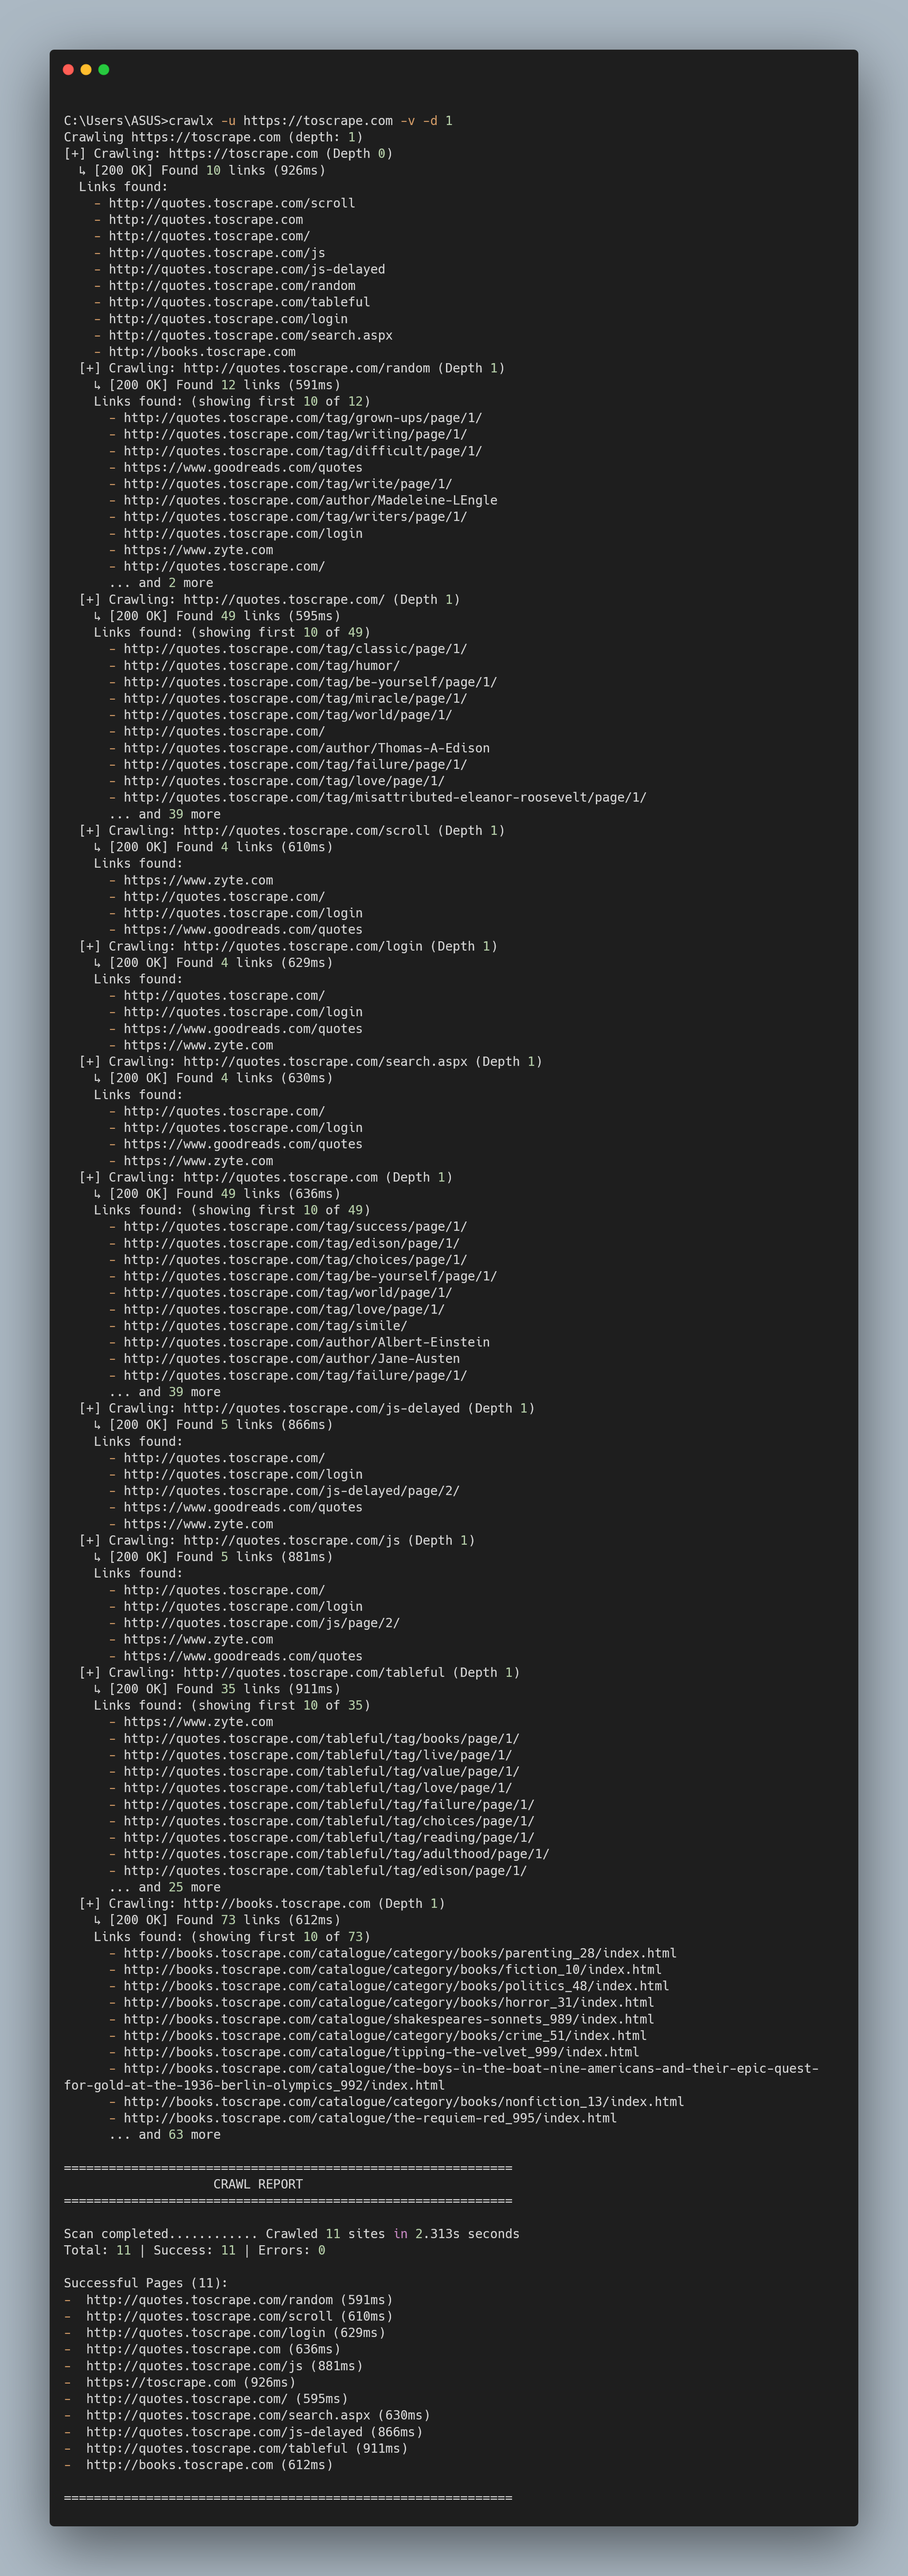 C:\Users\ASUS>crawlx -u https://toscrape.com -v -d 1
Crawling https://toscrape.com (depth: 1)
[+] Crawling: https://toscrape.com (Depth 0)
↳ [200 OK] Found 10 links (926ms)
Links found:
- http://quotes.toscrape.com/scroll
- http://quotes.toscrape.com
- http://quotes.toscrape.com/
- http://quotes.toscrape.com/js
- http://quotes.toscrape.com/js-delayed
- http://quotes.toscrape.com/random
- http://quotes.toscrape.com/tableful
- http://quotes.toscrape.com/login
- http://quotes.toscrape.com/search.aspx
- http://books.toscrape.com
[+] Crawling: http://quotes.toscrape.com/random (Depth 1)
↳ [200 OK] Found 12 links (591ms)
Links found: (showing first 10 of 12)
- http://quotes.toscrape.com/tag/grown-ups/page/1/
- http://quotes.toscrape.com/tag/writing/page/1/
- http://quotes.toscrape.com/tag/difficult/page/1/
- https://www.goodreads.com/quotes
- http://quotes.toscrape.com/tag/write/page/1/
- http://quotes.toscrape.com/author/Madeleine-LEngle
- http://quotes.toscrape.com/tag/writers/page/1/
- http://quotes.toscrape.com/login
- https://www.zyte.com
- http://quotes.toscrape.com/
... and 2 more
[+] Crawling: http://quotes.toscrape.com/ (Depth 1)
↳ [200 OK] Found 49 links (595ms)
Links found: (showing first 10 of 49)
- http://quotes.toscrape.com/tag/classic/page/1/
- http://quotes.toscrape.com/tag/humor/
- http://quotes.toscrape.com/tag/be-yourself/page/1/
- http://quotes.toscrape.com/tag/miracle/page/1/
- http://quotes.toscrape.com/tag/world/page/1/
- http://quotes.toscrape.com/
- http://quotes.toscrape.com/author/Thomas-A-Edison
- http://quotes.toscrape.com/tag/failure/page/1/
- http://quotes.toscrape.com/tag/love/page/1/
- http://quotes.toscrape.com/tag/misattributed-eleanor-roosevelt/page/1/
... and 39 more
[+] Crawling: http://quotes.toscrape.com/scroll (Depth 1)
↳ [200 OK] Found 4 links (610ms)
Links found:
- https://www.zyte.com
- http://quotes.toscrape.com/
- http://quotes.toscrape.com/login
- https://www.goodreads.com/quotes
[+] Crawling: http://quotes.toscrape.com/login (Depth 1)
↳ [200 OK] Found 4 links (629ms)
Links found:
- http://quotes.toscrape.com/
- http://quotes.toscrape.com/login
- https://www.goodreads.com/quotes
- https://www.zyte.com
[+] Crawling: http://quotes.toscrape.com/search.aspx (Depth 1)
↳ [200 OK] Found 4 links (630ms)
Links found:
- http://quotes.toscrape.com/
- http://quotes.toscrape.com/login
- https://www.goodreads.com/quotes
- https://www.zyte.com
[+] Crawling: http://quotes.toscrape.com (Depth 1)
↳ [200 OK] Found 49 links (636ms)
Links found: (showing first 10 of 49)
- http://quotes.toscrape.com/tag/success/page/1/
- http://quotes.toscrape.com/tag/edison/page/1/
- http://quotes.toscrape.com/tag/choices/page/1/
- http://quotes.toscrape.com/tag/be-yourself/page/1/
- http://quotes.toscrape.com/tag/world/page/1/
- http://quotes.toscrape.com/tag/love/page/1/
- http://quotes.toscrape.com/tag/simile/
- http://quotes.toscrape.com/author/Albert-Einstein
- http://quotes.toscrape.com/author/Jane-Austen
- http://quotes.toscrape.com/tag/failure/page/1/
... and 39 more
[+] Crawling: http://quotes.toscrape.com/js-delayed (Depth 1)
↳ [200 OK] Found 5 links (866ms)
Links found:
- http://quotes.toscrape.com/
- http://quotes.toscrape.com/login
- http://quotes.toscrape.com/js-delayed/page/2/
- https://www.goodreads.com/quotes
- https://www.zyte.com
[+] Crawling: http://quotes.toscrape.com/js (Depth 1)
↳ [200 OK] Found 5 links (881ms)
Links found:
- http://quotes.toscrape.com/
- http://quotes.toscrape.com/login
- http://quotes.toscrape.com/js/page/2/
- https://www.zyte.com
- https://www.goodreads.com/quotes
[+] Crawling: http://quotes.toscrape.com/tableful (Depth 1)
↳ [200 OK] Found 35 links (911ms)
Links found: (showing first 10 of 35)
- https://www.zyte.com
- http://quotes.toscrape.com/tableful/tag/books/page/1/
- http://quotes.toscrape.com/tableful/tag/live/page/1/
- http://quotes.toscrape.com/tableful/tag/value/page/1/
- http://quotes.toscrape.com/tableful/tag/love/page/1/
- http://quotes.toscrape.com/tableful/tag/failure/page/1/
- http://quotes.toscrape.com/tableful/tag/choices/page/1/
- http://quotes.toscrape.com/tableful/tag/reading/page/1/
- http://quotes.toscrape.com/tableful/tag/adulthood/page/1/
- http://quotes.toscrape.com/tableful/tag/edison/page/1/
... and 25 more
[+] Crawling: http://books.toscrape.com (Depth 1)
↳ [200 OK] Found 73 links (612ms)
Links found: (showing first 10 of 73)
- http://books.toscrape.com/catalogue/category/books/parenting_28/index.html
- http://books.toscrape.com/catalogue/category/books/fiction_10/index.html
- http://books.toscrape.com/catalogue/category/books/politics_48/index.html
- http://books.toscrape.com/catalogue/category/books/horror_31/index.html
- http://books.toscrape.com/catalogue/shakespeares-sonnets_989/index.html
- http://books.toscrape.com/catalogue/category/books/crime_51/index.html
- http://books.toscrape.com/catalogue/tipping-the-velvet_999/index.html
- http://books.toscrape.com/catalogue/the-boys-in-the-boat-nine-americans-and-their-epic-quest-
for-gold-at-the-1936-berlin-olympics_992/index.html
- http://books.toscrape.com/catalogue/category/books/nonfiction_13/index.html
- http://books.toscrape.com/catalogue/the-requiem-red_995/index.html
... and 63 more
============================================================
CRAWL REPORT
============================================================
Scan completed............ Crawled 11 sites in 2.313s seconds
Total: 11 | Success: 11 | Errors: 0
Successful Pages (11):
- http://quotes.toscrape.com/random (591ms)
- http://quotes.toscrape.com/scroll (610ms)
- http://quotes.toscrape.com/login (629ms)
- http://quotes.toscrape.com (636ms)
- http://quotes.toscrape.com/js (881ms)
- https://toscrape.com (926ms)
- http://quotes.toscrape.com/ (595ms)
- http://quotes.toscrape.com/search.aspx (630ms)
- http://quotes.toscrape.com/js-delayed (866ms)
- http://quotes.toscrape.com/tableful (911ms)
- http://books.toscrape.com (612ms)
============================================================